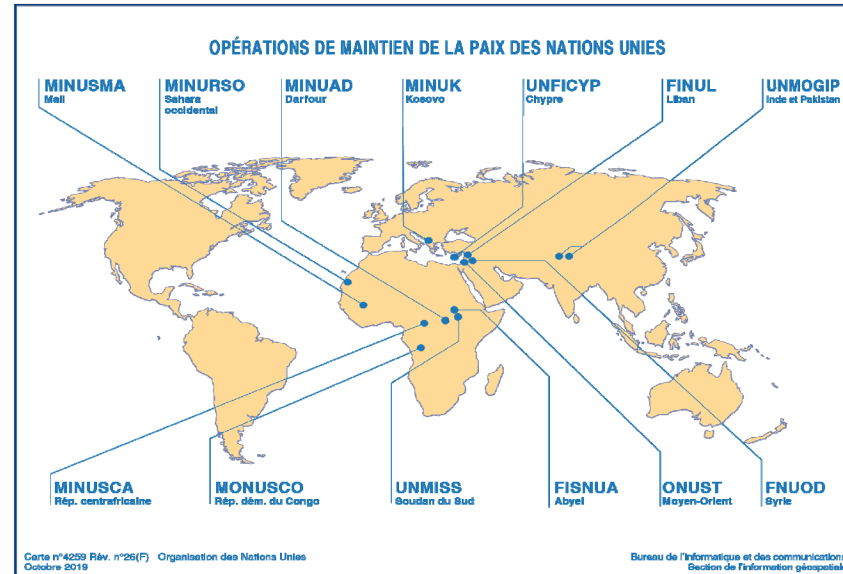 OPÉRATIONS DE MAINTIEN DE LA PAIX DES NATIONS UNIES
MINUSMA
Mali
MINURSO
Sahara
occidental
MINUAD
Darfour
MINUK
Kosovo
UNFICYP
Chypre
FINUL
Liban
UNMOGIP
Inde et Pakistan
MINUSCA
Rép. centrafricaine
MONUSCO
Rép. dém. du Congo
UNMISS
Soudan du Sud
FISNUA
Abyei
ONUST
Moyen-Orient
FNUOD
Syrie
Carte n°4259 Rév. n°26(F) Organisation des Nations Unies
Octobre 2019
Bureau de l'informatique et des communications
Section de l'information géospatiale